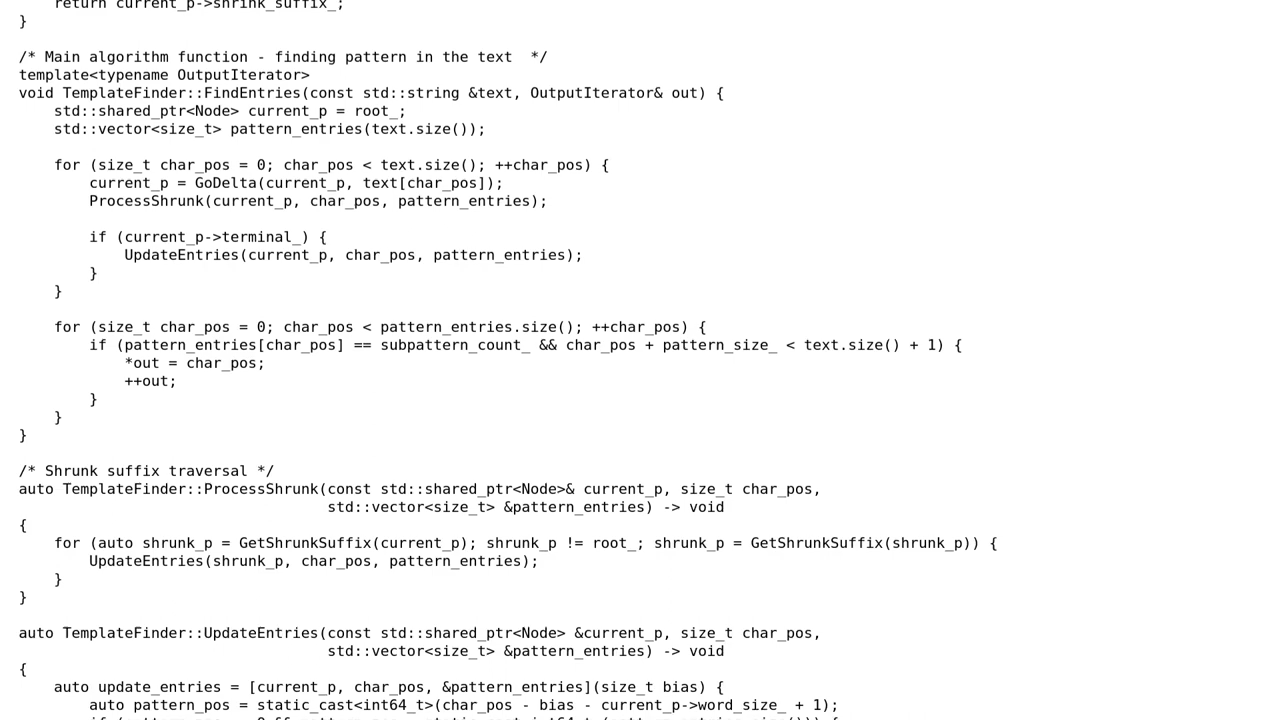 return current_p->shrink_suffix_;
}

/* Main algorithm function - finding pattern in the text  */
template<typename OutputIterator>
void TemplateFinder::FindEntries(const std::string &text, OutputIterator& out) {
    std::shared_ptr<Node> current_p = root_;
    std::vector<size_t> pattern_entries(text.size());

    for (size_t char_pos = 0; char_pos < text.size(); ++char_pos) {
        current_p = GoDelta(current_p, text[char_pos]);
        ProcessShrunk(current_p, char_pos, pattern_entries);

        if (current_p->terminal_) {
            UpdateEntries(current_p, char_pos, pattern_entries);
        }
    }

    for (size_t char_pos = 0; char_pos < pattern_entries.size(); ++char_pos) {
        if (pattern_entries[char_pos] == subpattern_count_ && char_pos + pattern_size_ < text.size() + 1) {
            *out = char_pos;
            ++out;
        }
    }
}

/* Shrunk suffix traversal */
auto TemplateFinder::ProcessShrunk(const std::shared_ptr<Node>& current_p, size_t char_pos,
                                   std::vector<size_t> &pattern_entries) -> void
{
    for (auto shrunk_p = GetShrunkSuffix(current_p); shrunk_p != root_; shrunk_p = GetShrunkSuffix(shrunk_p)) {
        UpdateEntries(shrunk_p, char_pos, pattern_entries);
    }
}

auto TemplateFinder::UpdateEntries(const std::shared_ptr<Node> &current_p, size_t char_pos,
                                   std::vector<size_t> &pattern_entries) -> void
{
    auto update_entries = [current_p, char_pos, &pattern_entries](size_t bias) {
        auto pattern_pos = static_cast<int64_t>(char_pos - bias - current_p->word_size_ + 1);